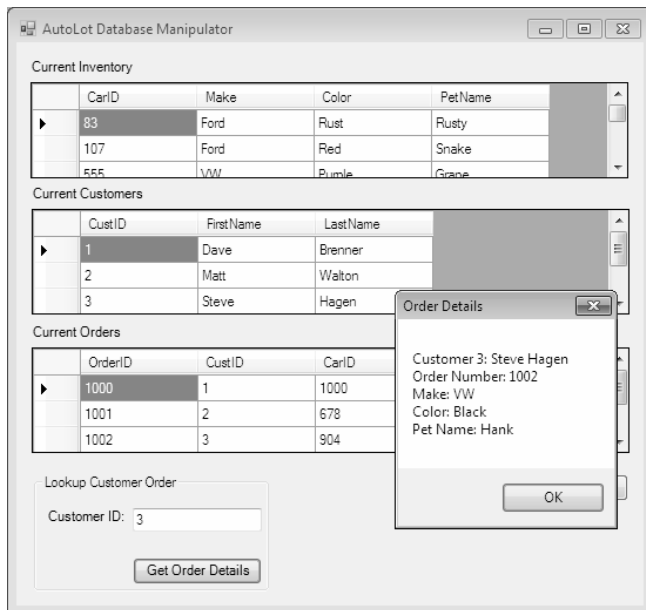 AutoLot Database Manipulator
Current Inventory
CarID Make Color PetName
83 Ford Rust Rusty
107 Ford Red Snake
555 VW Purple Grape
Current Customers
CustID FirstName LastName
1 Dave Brenner
2 Matt Walton
3 Steve Hagen
Current Orders
OrderID CustID CarID
1000 1 1000
1001 2 678
1002 3 904
Order Details
Customer 3: Steve Hagen
Order Number: 1002
Make: VW
Color: Black
Pet Name: Hank
OK
Lookup Customer Order
Customer ID: 3
Get Order Details